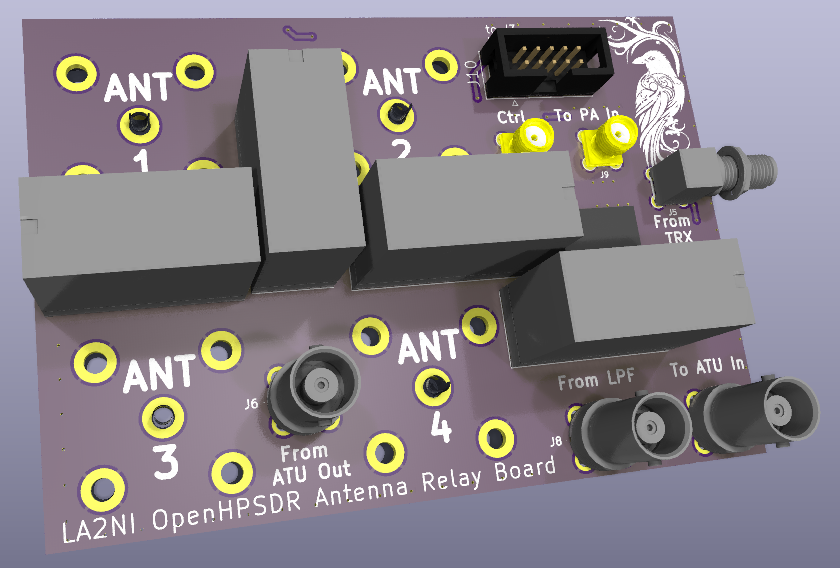 to J7
J10
ANT
1
ANT
2
Ctrl
To PA In
J9
J5
From
TRX
ANT
3
J6
From
ATU Out
ANT
4
From LPF
To ATU In
J8
LA2NI OpenHPSDR Antenna Relay Board